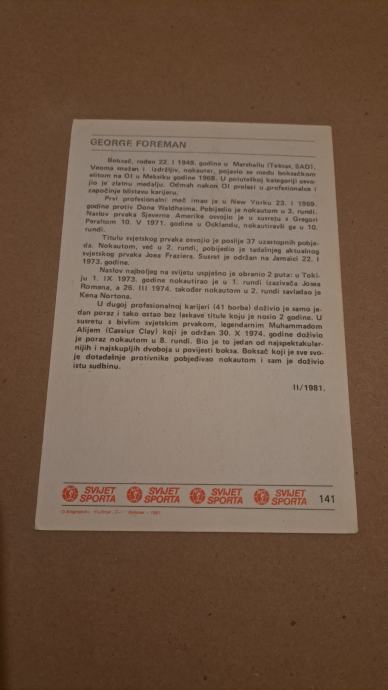 GEORGE FOREMAN
Boksač, rođen 22. I 1949. godine u Marshallu (Teksas, SAD).
Veoma snažan i izdržljiv, nokauter, pojavio se među boksačkom
elitom na OI u Meksiku godine 1968. U poluteškoj kategoriji osvo-
jio je zlatnu medalju. Odmah nakon OI prelazi u profesionalce i
započinje blistavu karijeru.
Prvi profesionalni meč imao je u New Yorku 23. I 1969.
godine protiv Dona Waldheima. Pobijedio je nokautom u 3. rundi.
Naslov prvaka Sjeverne Amerike osvojio je u susretu s Gregori
Peraltom 10. V 1971. godine u Oklandu, nokautiravši ga u 10.
rundi.
Titulu svjetskog prvaka osvojio je poslije 37 uzastopnih pobje-
da. Nokautom, već u 2. rundi, pobijedio je tadašnjeg aktualnog
svjetskog prvaka Joea Fraziera. Susret je održan na Jamaici 22. I
1973. godine.
Naslov najboljeg na svijetu uspješno je obranio 2 puta: u Toki-
ju 1. IX 1973. godine nokautirao je u 1. rundi izazivača Josea
Romana, a 26. III 1974. također nokautom u 2. rundi savladao je
Kena Nortona.
U dugoj profesionalnoj karijeri (41 borba) doživio je samo je-
dan poraz i tako ostao bez laskave titule koju je nosio 2 godine. U
susretu s bivšim svjetskim prvakom, legendarnim Muhammadom
Alijem (Cassius Clay) koji je održan 30. X 1974. godine doživio
je poraz nokautom u 8. rundi. Bio je to jedan od najspektakular-
nijih i najskupljih dvoboja u povijesti boksa. Boksač koji je sve svo-
je dotadašnje protivnike pobjeđivao nokautom i sam je doživio
istu sudbinu.
II/1981.
SVIJET SPORTA SVIJET SPORTA SVIJET SPORTA SVIJET SPORTA 141